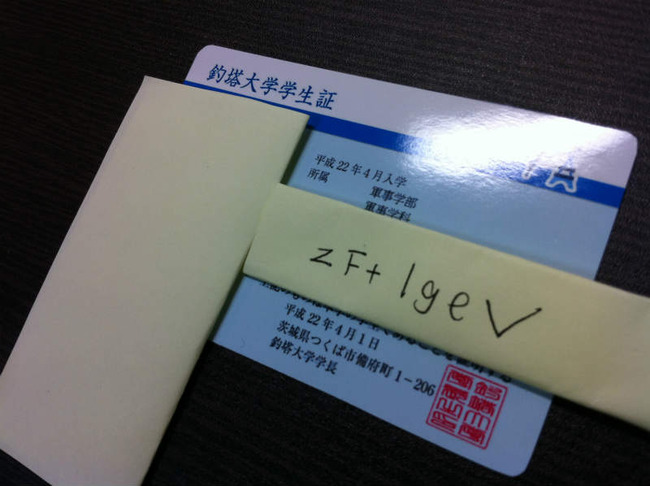 釣塔大学学生証
平成22年4月入学
所属 軍事学部
軍事学科
zF+lgeV
平成22年4月1日
茨城県つくば市備府町1-206
釣塔大学学長